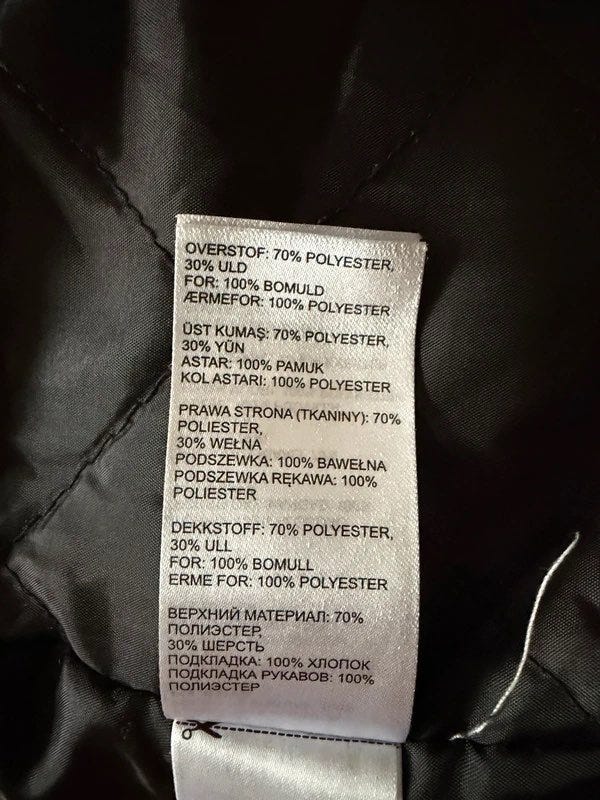 OVERSTOF: 70% POLYESTER,
30% ULD
FOR: 100% BOMULD
ÆRMEFOR: 100% POLYESTER
ÜST KUMAŞ: 70% POLYESTER,
30% YÜN
ASTAR: 100% PAMUK
KOL ASTARI: 100% POLYESTER
PRAWA STRONA (TKANINY): 70%
POLIESTER,
30% WEŁNA
PODSZEWKA: 100% BAWEŁNA
PODSZEWKA RĘKAWA: 100%
POLIESTER
DEKKSTOFF: 70% POLYESTER,
30% ULL
FOR: 100% BOMULL
ERME FOR: 100% POLYESTER
ВЕРХНИЙ МАТЕРИАЛ: 70%
ПОЛИЭСТЕР,
30% ШЕРСТЬ
ПОДКЛАДКА: 100% ХЛОПОК
ПОДКЛАДКА РУКАВОВ: 100%
ПОЛИЭСТЕР